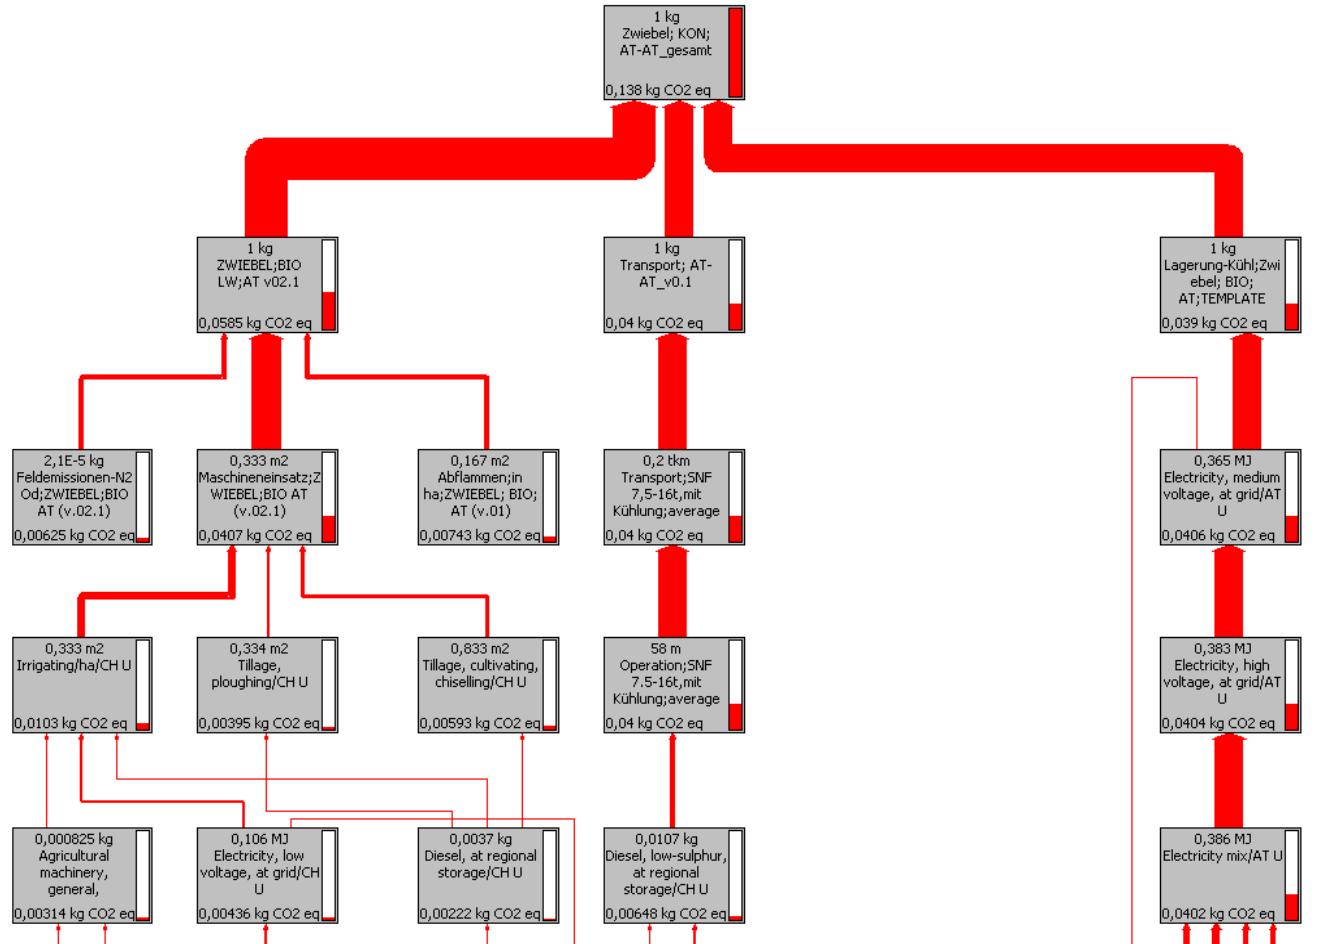 1 kg
Zwiebel; KON;
AT-AT_gesamt
0,138 kg CO2 eq
1 kg
ZWIEBEL;BIO
LW;AT v02.1
0,0585 kg CO2 eq
1 kg
Transport; AT-
AT_v0.1
0,04 kg CO2 eq
1 kg
Lagerung-Kühl;Zwi
ebel; BIO;
AT;TEMPLATE
0,039 kg CO2 eq
2,1E-5 kg
Feldemissionen-N2
Od;ZWIEBEL;BIO
AT (v.02.1)
0,00625 kg CO2 eq
0,333 m2
Maschineneinsatz;Z
WIEBEL;BIO AT
(v.02.1)
0,0407 kg CO2 eq
0,167 m2
Abflammen;in
ha;ZWIEBEL; BIO;
AT (v.01)
0,00743 kg CO2 eq
0,2 tkm
Transport;SNF
7,5-16t,mit
Kühlung;average
0,04 kg CO2 eq
0,365 MJ
Electricity, medium
voltage, at grid/AT
U
0,0406 kg CO2 eq
0,333 m2
Irrigating/ha/CH U
0,0103 kg CO2 eq
0,334 m2
Tillage,
ploughing/CH U
0,00395 kg CO2 eq
0,833 m2
Tillage, cultivating,
chiselling/CH U
0,00593 kg CO2 eq
58 m
Operation;SNF
7.5-16t,mit
Kühlung;average
0,04 kg CO2 eq
0,383 MJ
Electricity, high
voltage, at grid/AT
U
0,0404 kg CO2 eq
0,000825 kg
Agricultural
machinery,
general,
0,00314 kg CO2 eq
0,106 MJ
Electricity, low
voltage, at grid/CH
U
0,00436 kg CO2 eq
0,0037 kg
Diesel, at regional
storage/CH U
0,00222 kg CO2 eq
0,0107 kg
Diesel, low-sulphur,
at regional
storage/CH U
0,00648 kg CO2 eq
0,386 MJ
Electricity mix/AT U
0,0402 kg CO2 eq